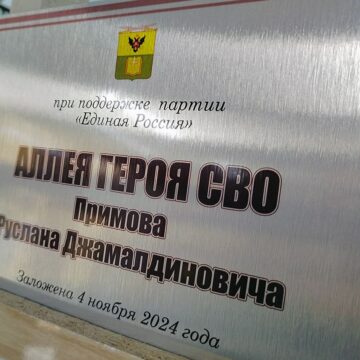 при поддержке партии
«Единая Россия»
АЛЛЕЯ ГЕРОЯ СВО
Примова
Руслана Джамалдиновича
Заложена 4 ноября 2024 года